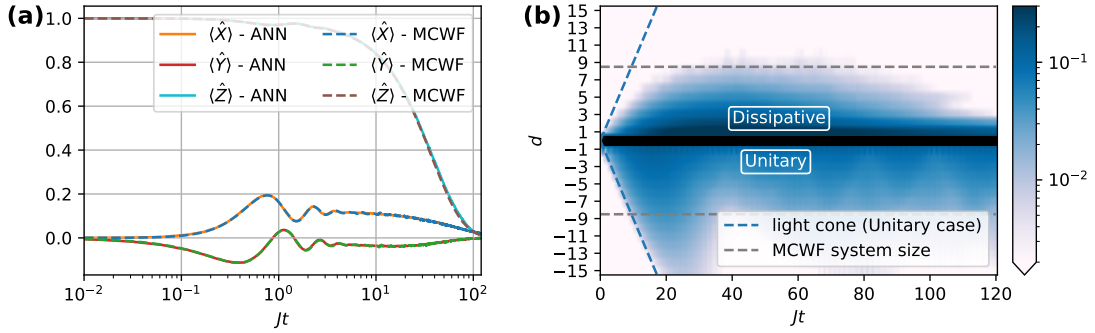 (a)
1.0
0.8
0.6
0.4
0.2
0.0
⟨X̂⟩ - ANN
⟨Ŷ⟩ - ANN
⟨Ẑ⟩ - ANN
⟨X̂⟩ - MCWF
⟨Ŷ⟩ - MCWF
⟨Ẑ⟩ - MCWF
10⁻² 10⁻¹ 10⁰ 10¹ 10²
Jt
(b)
15
13
11
9
7
5
3
1
-1
-3
-5
-7
-9
-11
-13
-15
d
Dissipative
Unitary
light cone (Unitary case)
MCWF system size
0 20 40 60 80 100 120
Jt
10⁻¹
10⁻²